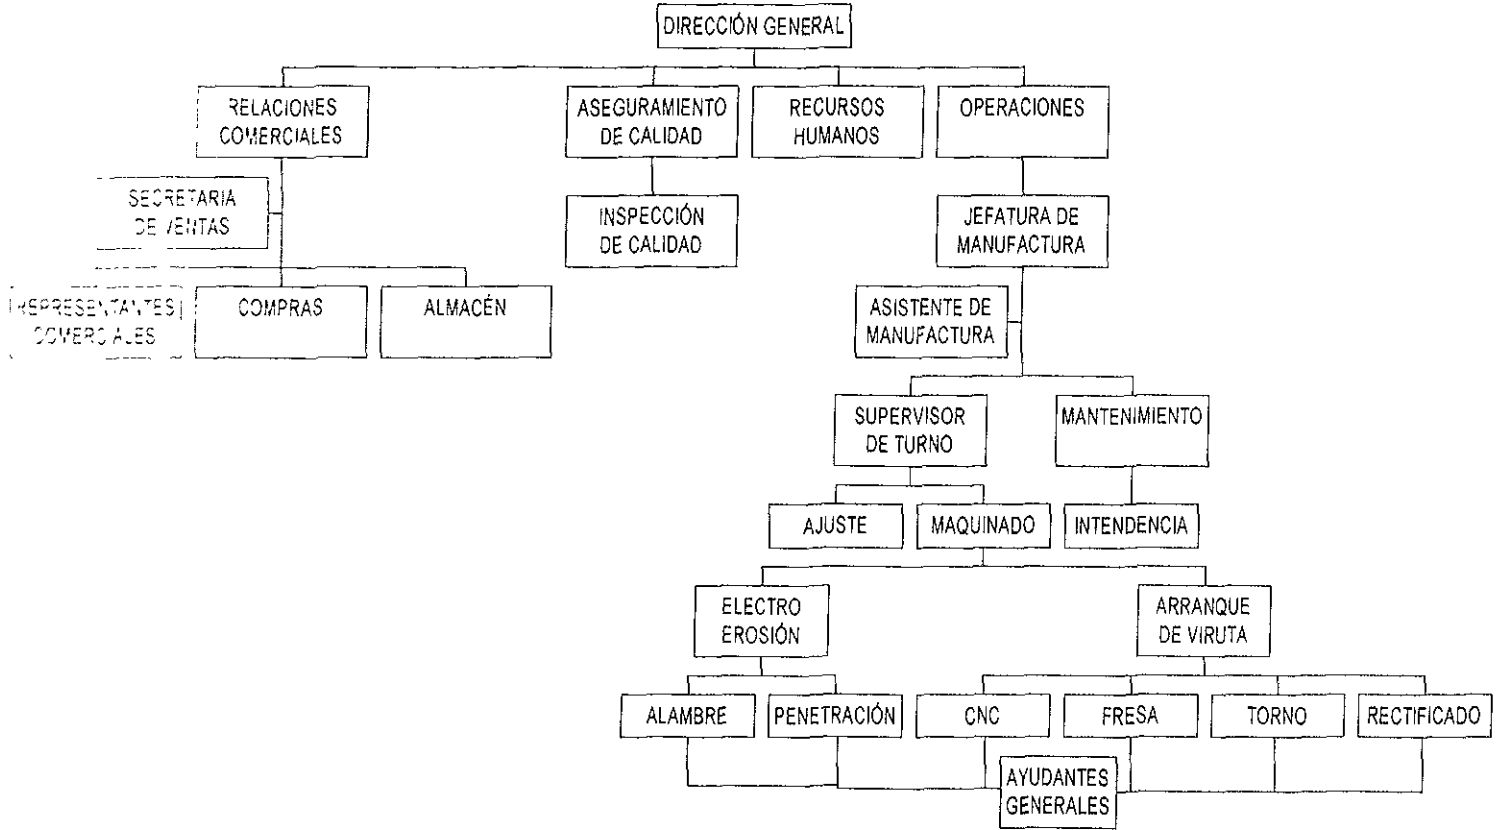 DIRECCIÓN GENERAL
RELACIONES
COMERCIALES
ASEGURAMIENTO
DE CALIDAD
RECURSOS
HUMANOS
OPERACIONES
SECRETARIA
DE VENTAS
INSPECCIÓN
DE CALIDAD
JEFATURA DE
MANUFACTURA
REPRESENTANTES
COMERCIALES
COMPRAS
ALMACÉN
ASISTENTE DE
MANUFACTURA
SUPERVISOR
DE TURNO
MANTENIMIENTO
AJUSTE
MAQUINADO
INTENDENCIA
ELECTRO
EROSIÓN
ARRANQUE
DE VIRUTA
ALAMBRE
PENETRACIÓN
CNC
FRESA
TORNO
RECTIFICADO
AYUDANTES
GENERALES